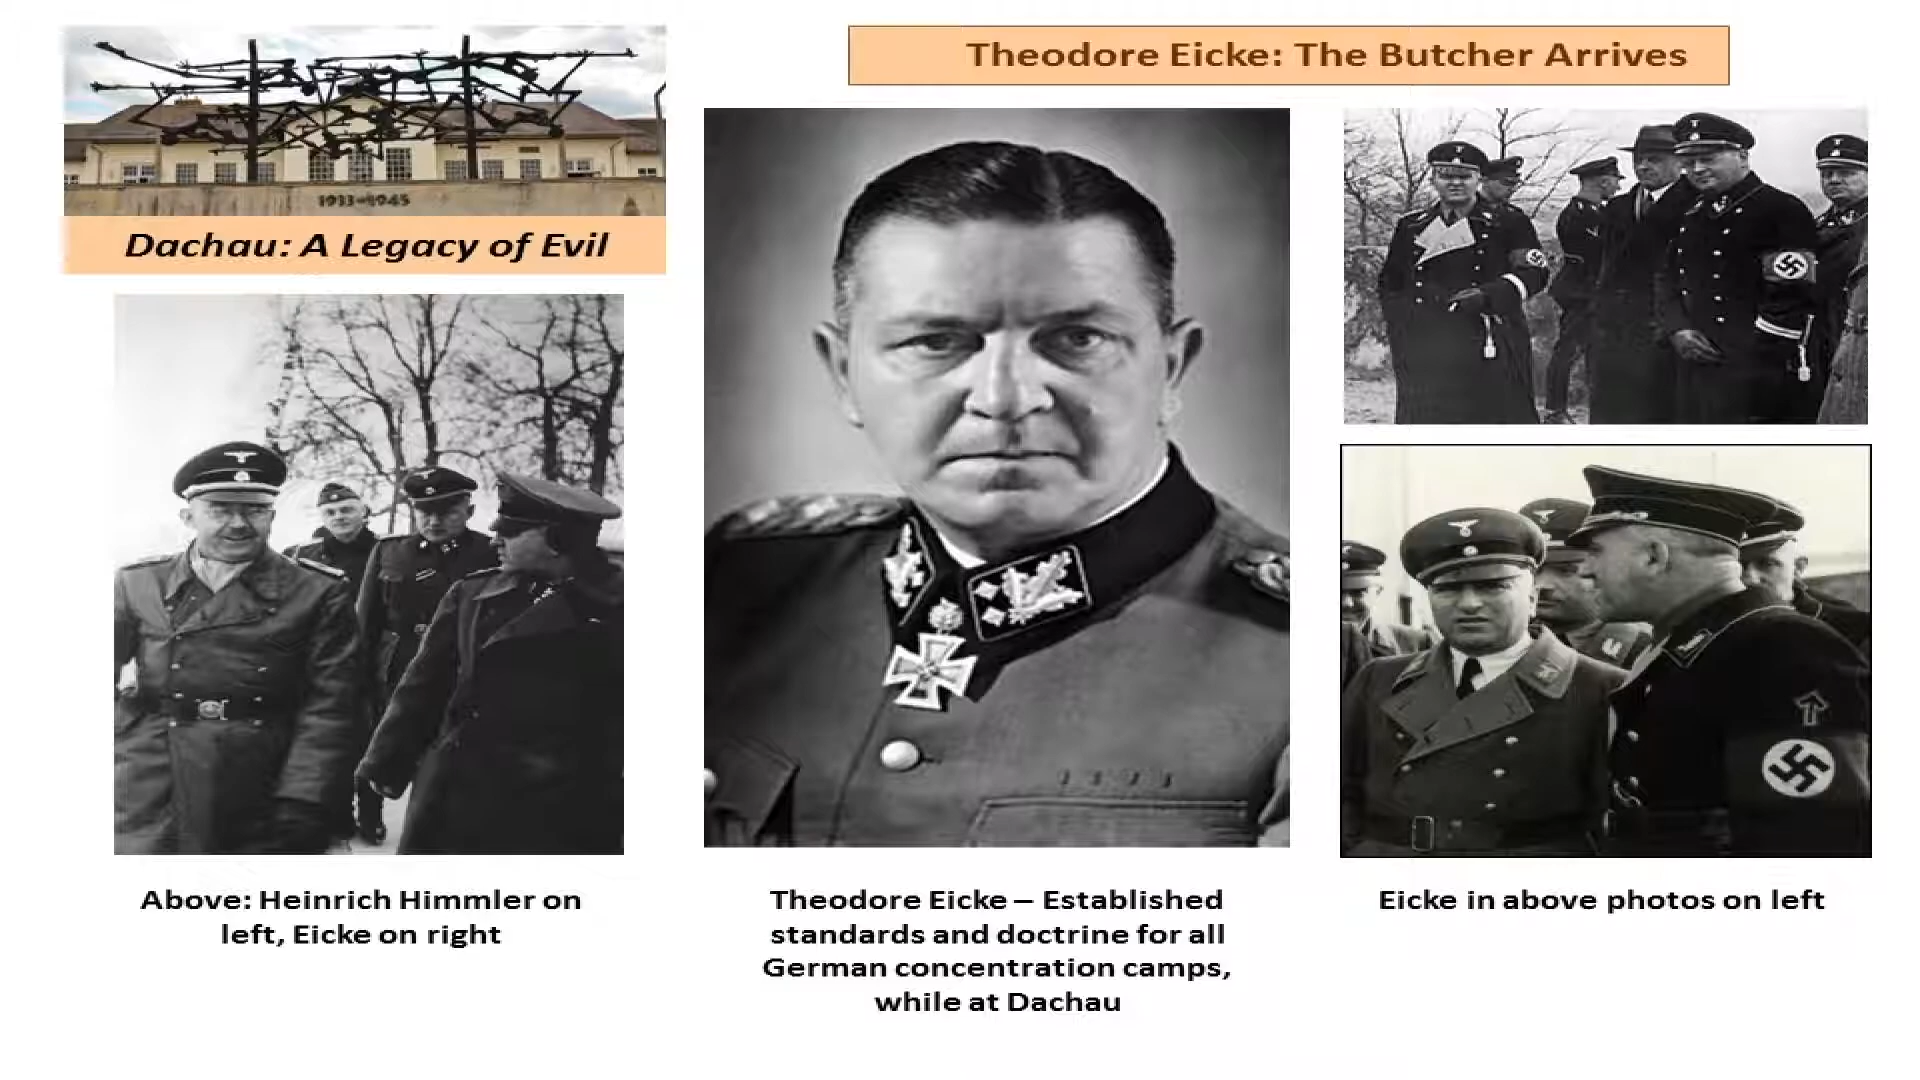 Theodore Eicke: The Butcher Arrives
1933-1945
Dachau: A Legacy of Evil
Above: Heinrich Himmler on
left, Eicke on right
Theodore Eicke – Established
standards and doctrine for all
German concentration camps,
while at Dachau
Eicke in above photos on left